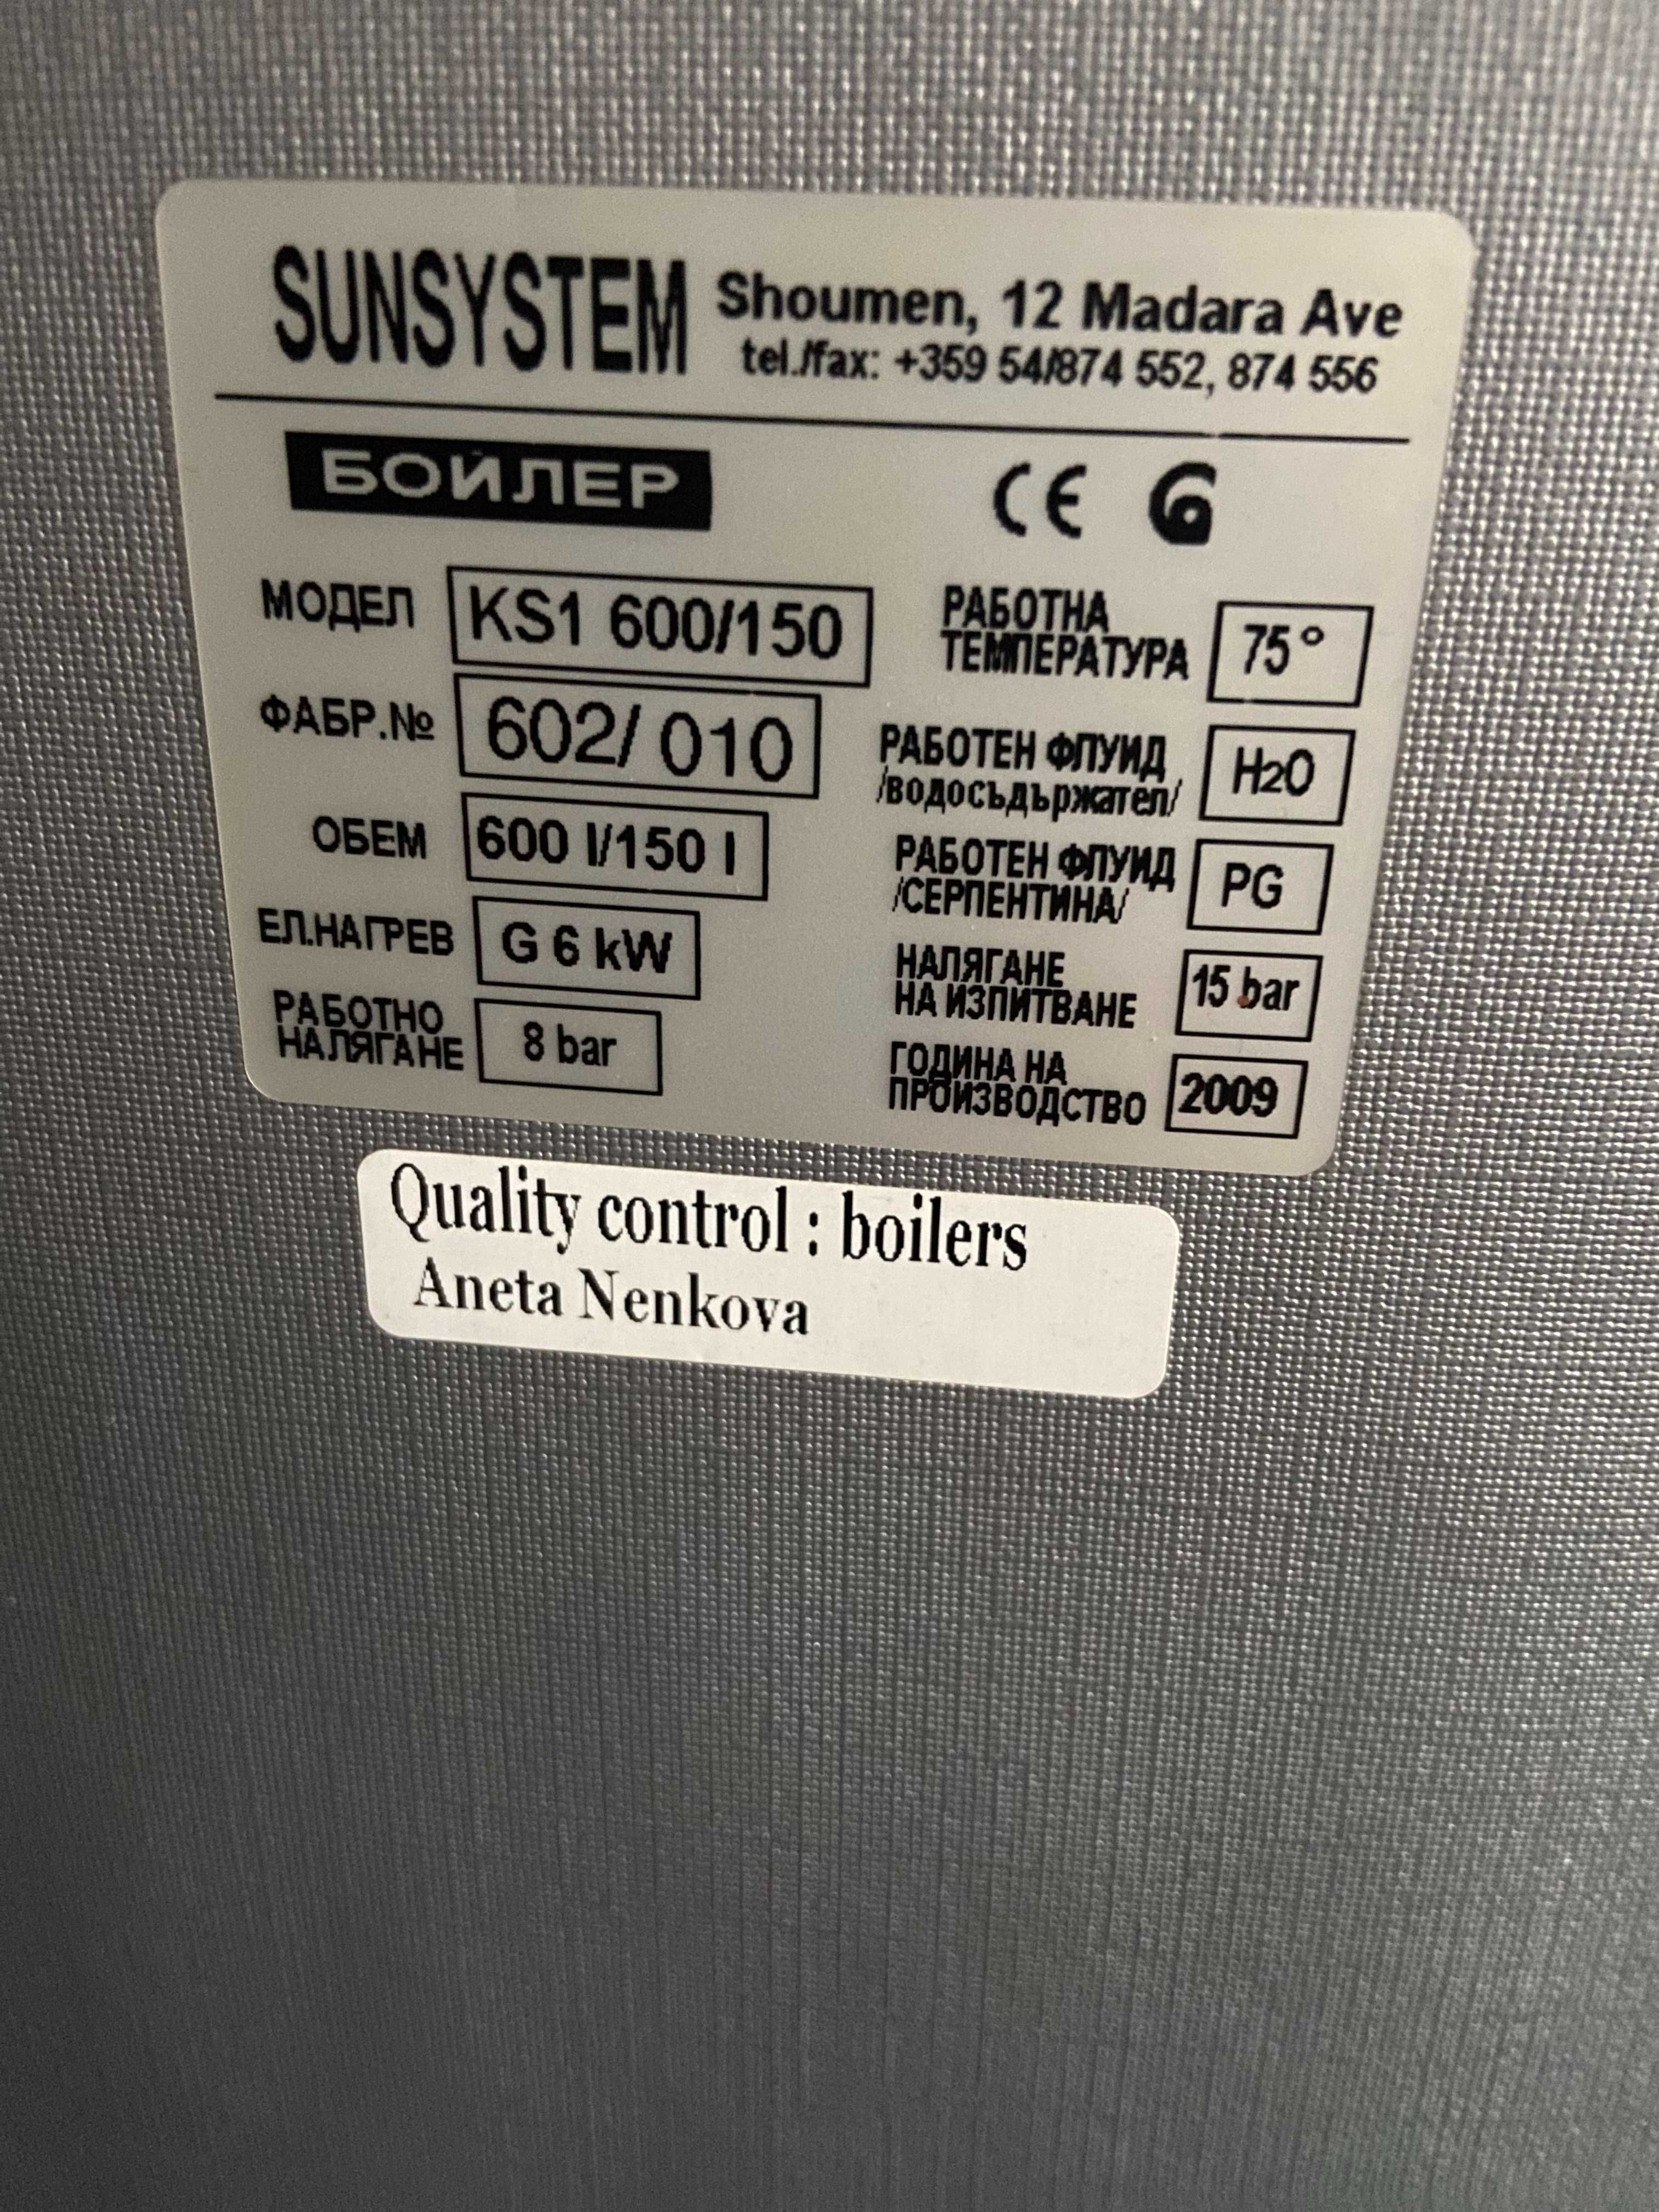 SUNSYSTEM Shoumen, 12 Madara Ave
tel./fax: +359 54/874 552, 874 556
БОЙЛЕР
CE
МОДЕЛ KS1 600/150
ФАБР.№ 602/ 010
ОБЕМ 600 l/150 l
ЕЛ.НАГРЕВ G 6 kW
РАБОТНО
НАЛЯГАНЕ 8 bar
РАБОТНА
ТЕМПЕРАТУРА 75°
РАБОТЕН ФЛУИД
/водосъдържател/ H2O
РАБОТЕН ФЛУИД
/СЕРПЕНТИНА/ PG
НАЛЯГАНЕ
НА ИЗПИТВАНЕ 15 bar
ГОДИНА НА
ПРОИЗВОДСТВО 2009
Quality control : boilers
Aneta Nenkova